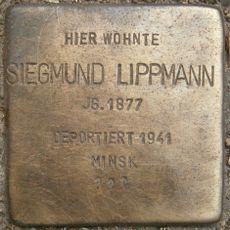 HIER WOHNTE
SIEGMUND LIPPMANN
JG. 1877
DEPORTIERT 1941
MINSK
???